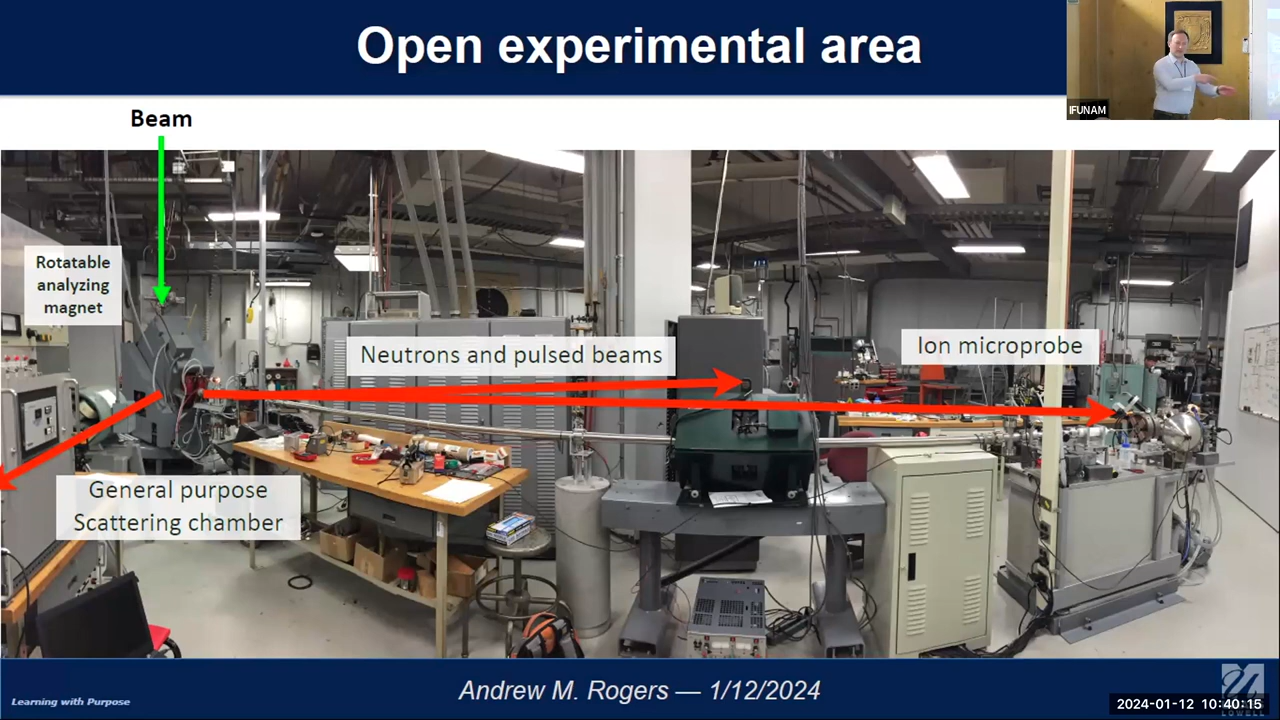 Open experimental area
IFUNAM
Beam
Rotatable
analyzing
magnet
Neutrons and pulsed beams
Ion microprobe
General purpose
Scattering chamber
Andrew M. Rogers — 1/12/2024
Learning with Purpose
LOWELL
2024-01-12 10:40:15